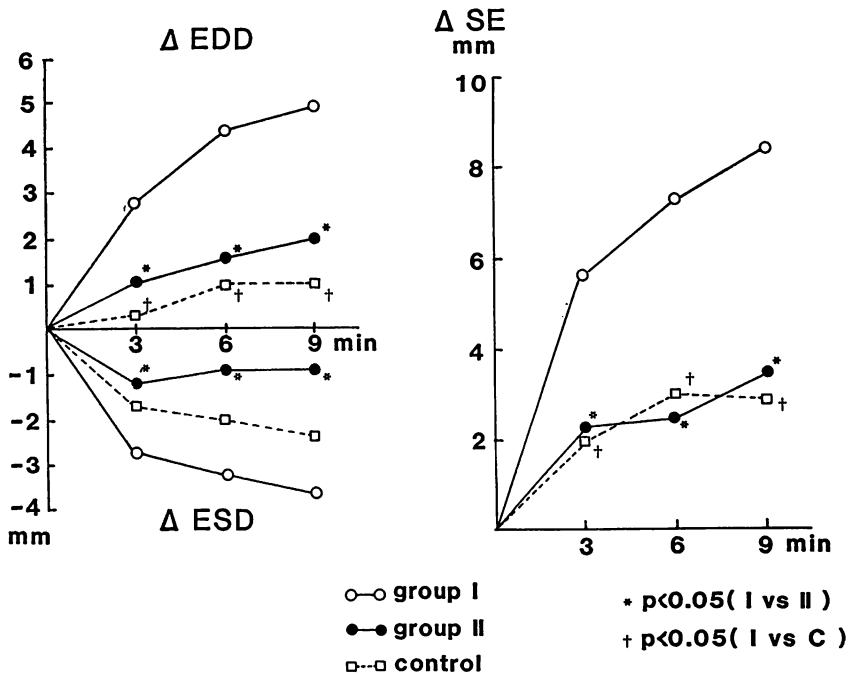 Δ EDD
6
5
4
3
2
1
3 6 9 min
-1
-2
-3
-4
mm
Δ ESD
* * *
† † †
* * *
Δ SE
mm
10
8
6
4
2
3 6 9 min
* * *
† † †
group I
group II
control
* p<0.05( I vs II )
† p<0.05( I vs C )